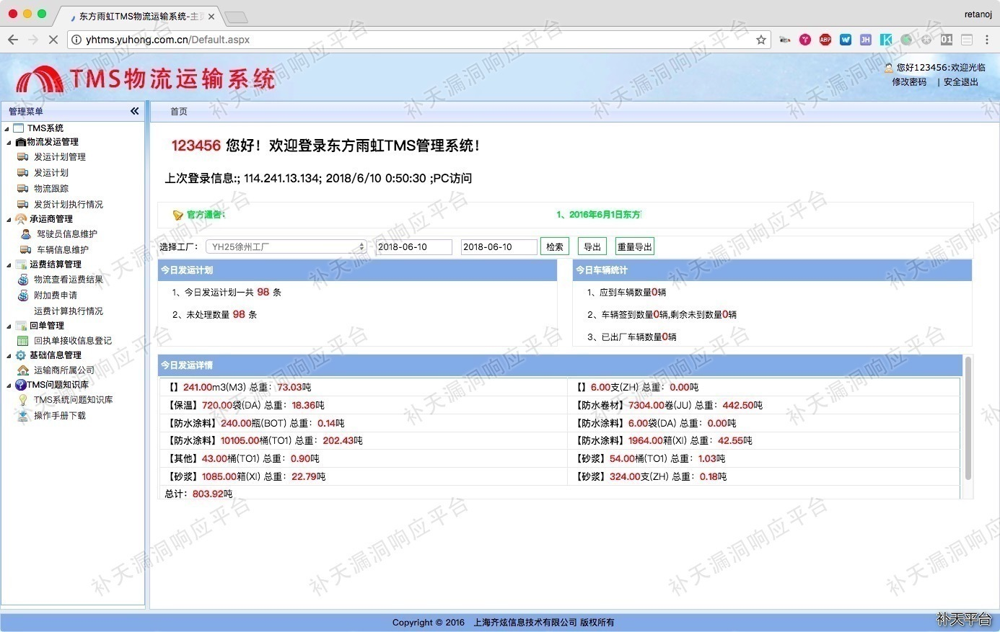 东方雨虹TMS物流运输系统-主页
retanoj
yhtms.yuhong.com.cn/Default.aspx
ABP
W
JH
K
01
TMS物流运输系统
您好123456:欢迎光临
修改密码 | 安全退出
管理菜单
首页
TMS系统
物流发运管理
发运计划管理
发运计划
物流跟踪
发货计划执行情况
承运商管理
驾驶员信息维护
车辆信息维护
运费结算管理
物流查看运费结果
附加费申请
运费计算执行情况
回单管理
回执单接收信息登记
基础信息管理
运输商所属公司
TMS问题知识库
TMS系统问题知识库
操作手册下载
123456 您好！欢迎登录东方雨虹TMS管理系统！
上次登录信息:; 114.241.13.134; 2018/6/10 0:50:30 ;PC访问
官方通告: 1、2016年6月1日东方
选择工厂: YH25徐州工厂 - 2018-06-10 2018-06-10 检索 导出 重量导出
今日发运计划
1、今日发运计划一共 98 条
2、未处理数量 98 条
今日车辆统计
1、应到车辆数量0辆
2、车辆签到数量0辆,剩余未到数量0辆
3、已出厂车辆数量0辆
今日发运详情
【】241.00m3(M3) 总重：73.03吨
【】6.00支(ZH) 总重：0.00吨
【保温】720.00袋(DA) 总重：18.36吨
【防水卷材】7304.00卷(JU) 总重：442.50吨
【防水涂料】240.00瓶(BOT) 总重：0.14吨
【防水涂料】6.00袋(DA) 总重：0.00吨
【防水涂料】10105.00桶(TO1) 总重：202.43吨
【防水涂料】1964.00箱(XI) 总重：42.55吨
【其他】43.00桶(TO1) 总重：0.90吨
【砂浆】54.00桶(TO1) 总重：1.03吨
【砂浆】1085.00箱(XI) 总重：22.79吨
【砂浆】324.00支(ZH) 总重：0.18吨
总计：803.92吨
Copyright © 2016 上海齐炫信息技术有限公司 版权所有
补天平台
补天漏洞响应平台